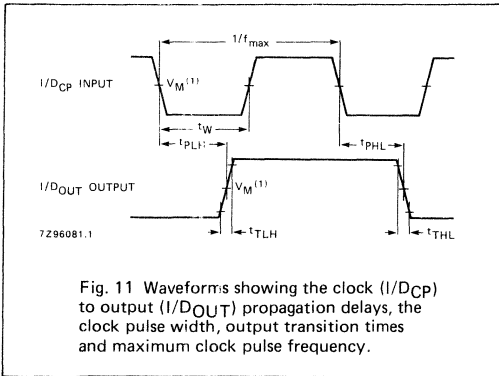 1/fmax
I/DCP INPUT
VM(1)
tW
tPLH
tPHL
I/DOUT OUTPUT
VM(1)
7Z96081.1
tTLH
tTHL
Fig. 11 Waveforms showing the clock (I/DCP)
to output (I/DOUT) propagation delays, the
clock pulse width, output transition times
and maximum clock pulse frequency.